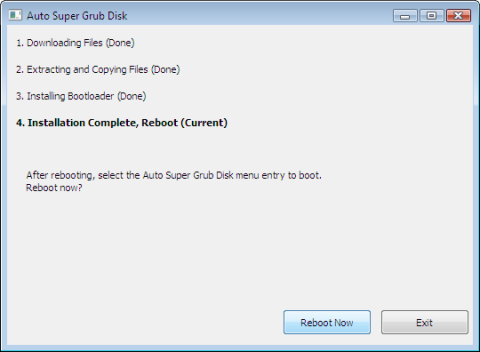 Auto Super Grub Disk
1. Downloading Files (Done)
2. Extracting and Copying Files (Done)
3. Installing Bootloader (Done)
4. Installation Complete, Reboot (Current)
After rebooting, select the Auto Super Grub Disk menu entry to boot.
Reboot now?
Reboot Now
Exit